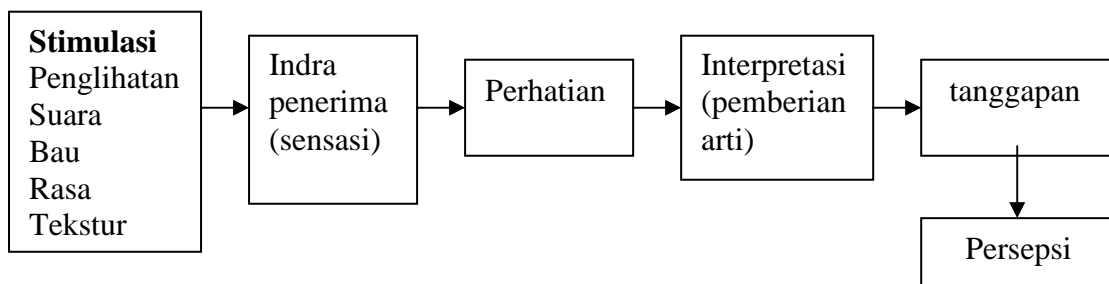 Stimulasi
Penglihatan
Suara
Bau
Rasa
Tekstur
Indra
penerima
(sensasi)
Perhatian
Interpretasi
(pemberian
arti)
tanggapan
Persepsi